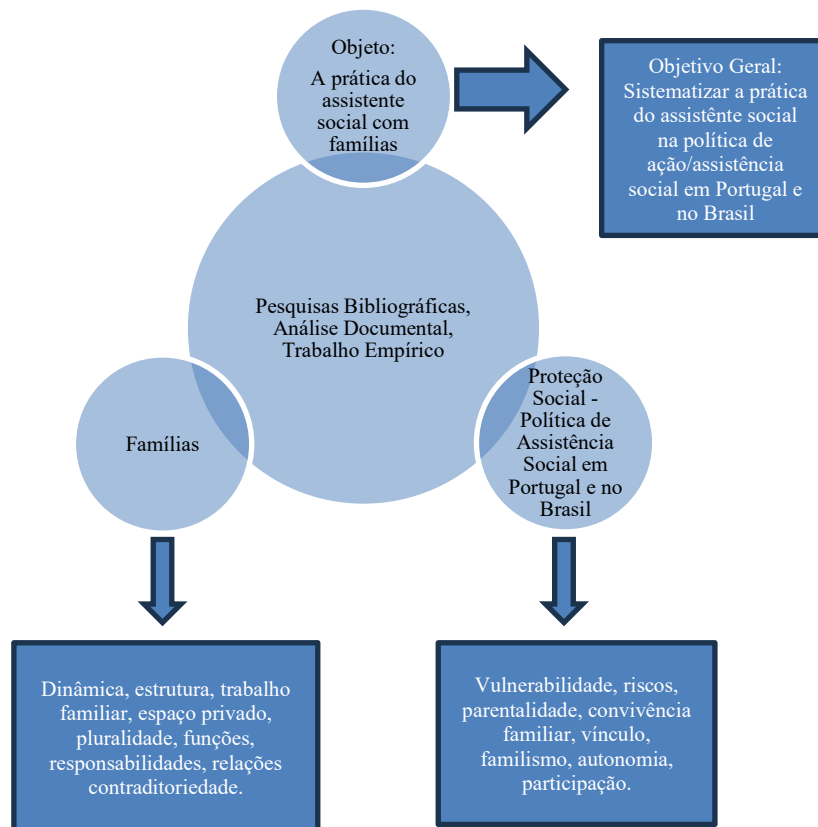 Objeto:
A prática do
assistente
social com
famílias
Objetivo Geral:
Sistematizar a prática
do assistênte social
na política de
ação/assistência
social em Portugal e
no Brasil
Pesquisas Bibliográficas,
Análise Documental,
Trabalho Empírico
Famílias
Proteção
Social -
Política de
Assistência
Social em
Portugal e no
Brasil
Dinâmica, estrutura, trabalho
familiar, espaço privado,
pluralidade, funções,
responsabilidades, relações
contraditoriedade.
Vulnerabilidade, riscos,
parentalidade, convivência
familiar, vínculo,
familismo, autonomia,
participação.